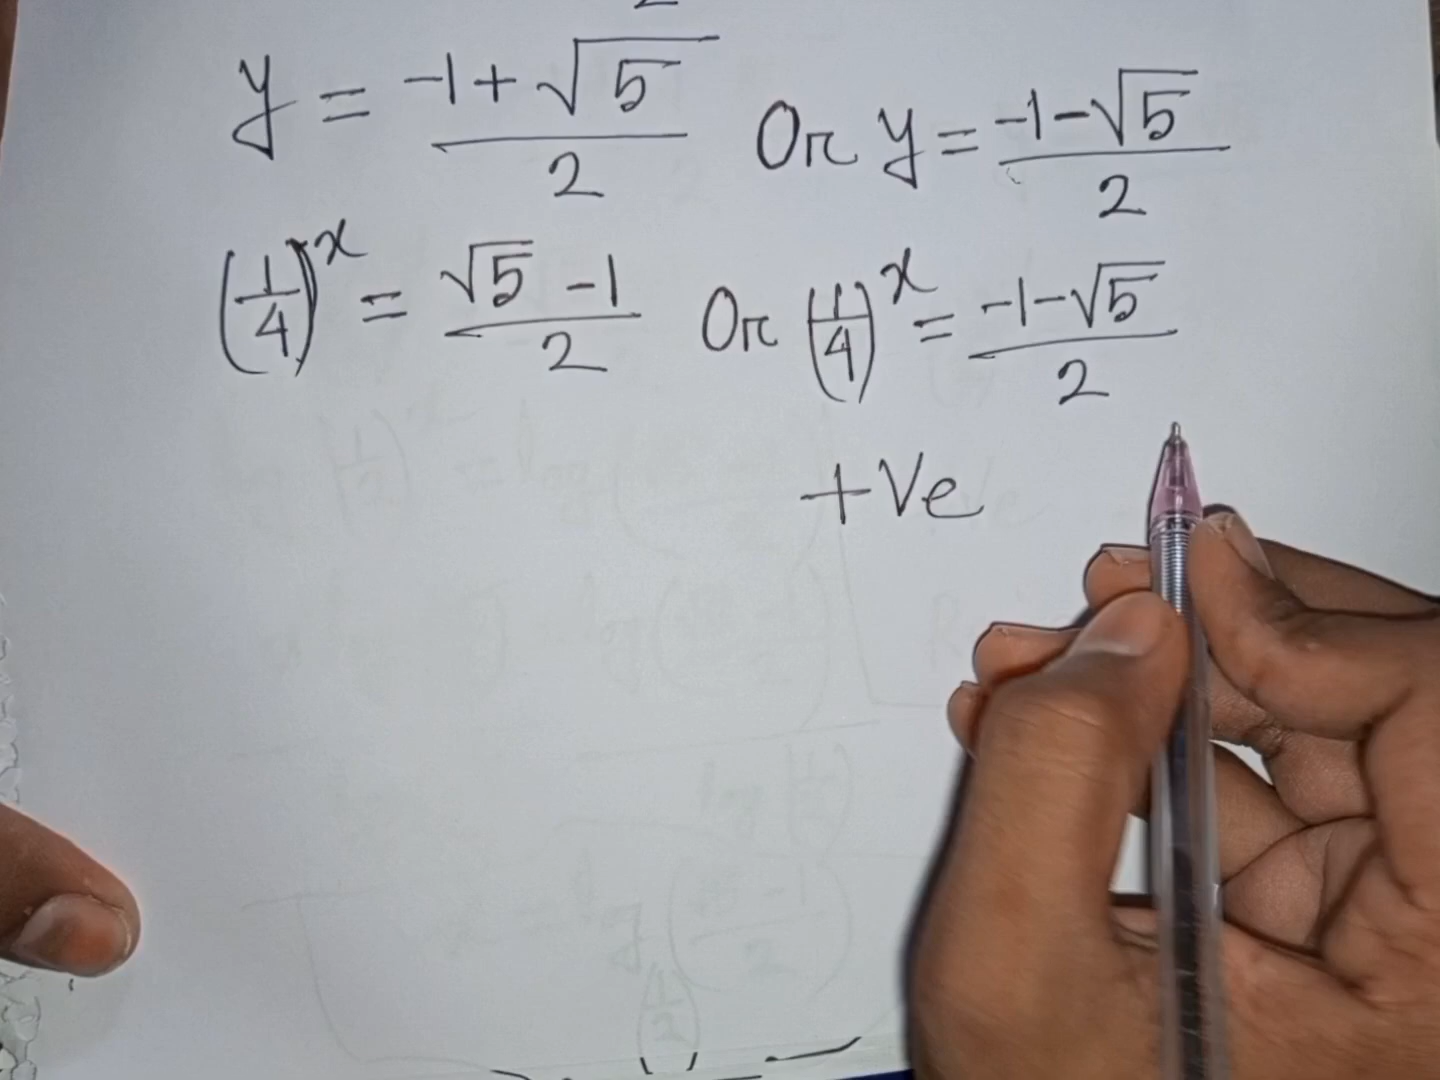 y = (-1 + √5)/2 Or y = (-1 - √5)/2
(1/4)^x = (√5 - 1)/2 Or (1/4)^x = (-1 - √5)/2
+Ve